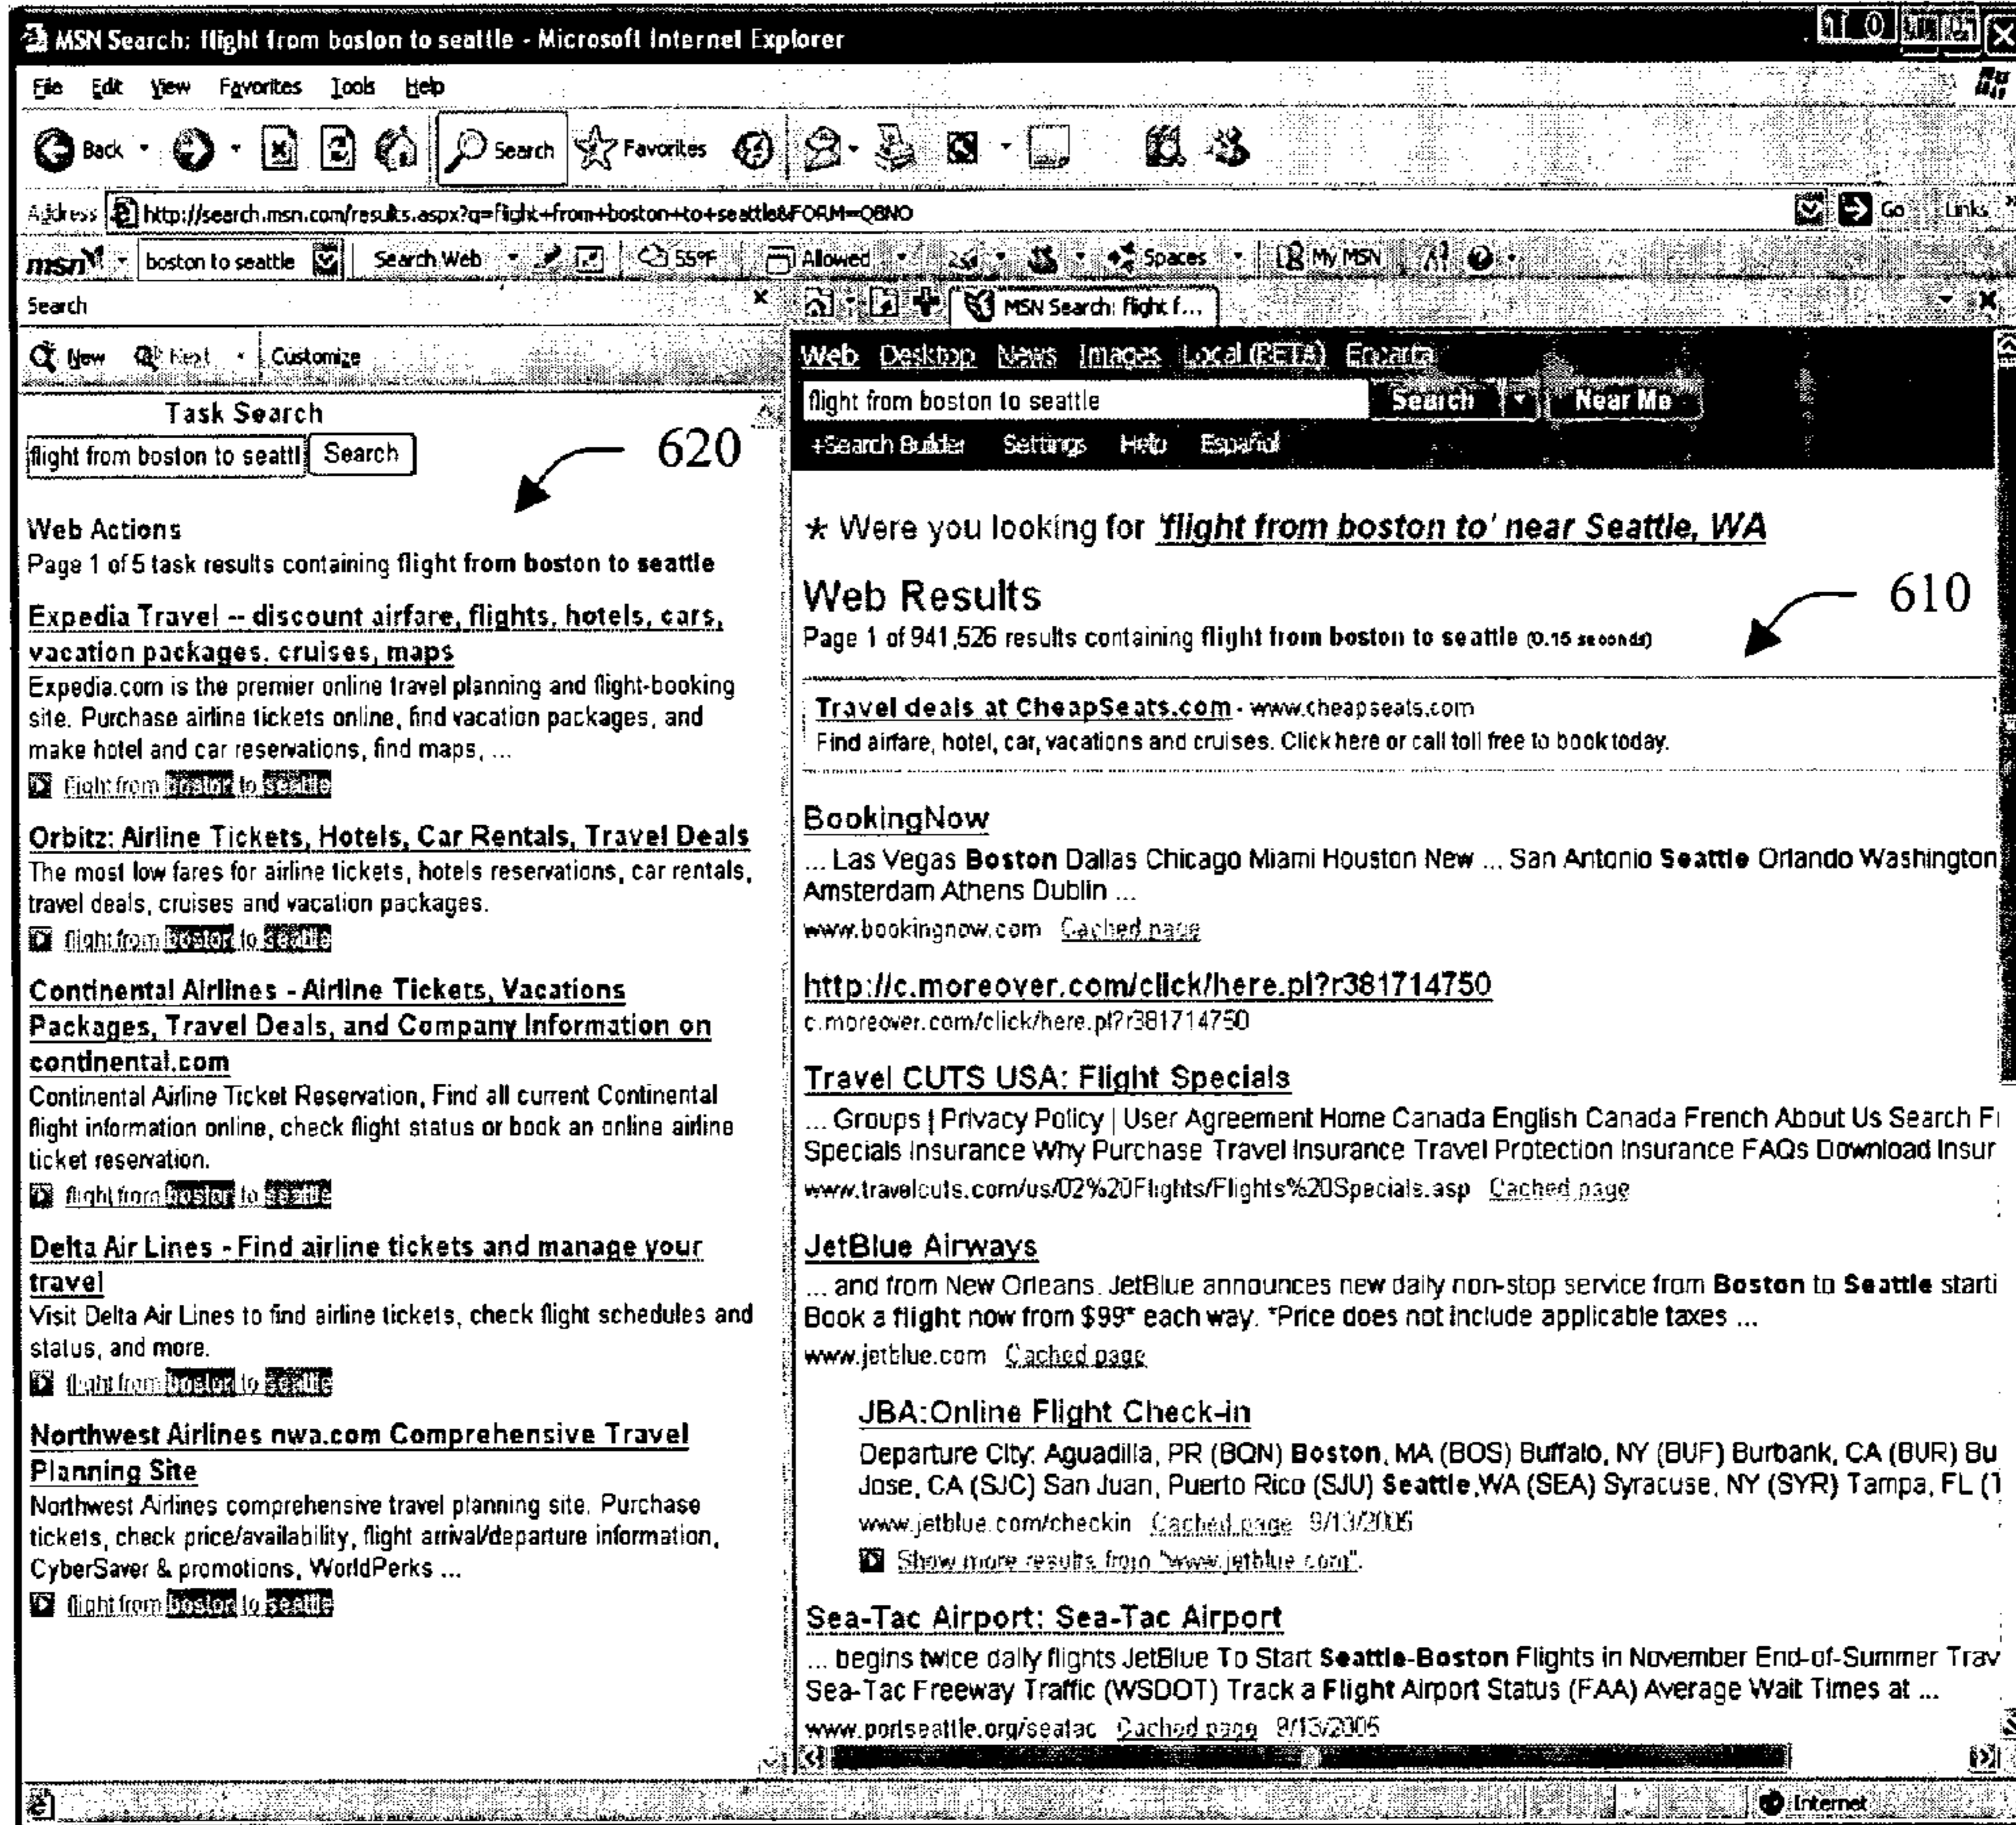 MSN Search: flight from boston to seattle - Microsoft Internet Explorer
File Edit View Favorites Tools Help
Back Search Favorites
Address http://search.msn.com/results.aspx?q=flight+from+boston+to+seattle&FORM=QBNO Go Links
msn boston to seattle Search Web 55°F Allowed Spaces My MSN
Search
MSN Search: flight f...
New Next Customize
Task Search
flight from boston to seattl Search
620
Web Actions
Page 1 of 5 task results containing flight from boston to seattle
Expedia Travel -- discount airfare, flights, hotels, cars,
vacation packages, cruises, maps
Expedia.com is the premier online travel planning and flight-booking
site. Purchase airline tickets online, find vacation packages, and
make hotel and car reservations, find maps, ...
flight from boston to seattle
Orbitz: Airline Tickets, Hotels, Car Rentals, Travel Deals
The most low fares for airline tickets, hotels reservations, car rentals,
travel deals, cruises and vacation packages.
flight from boston to seattle
Continental Airlines - Airline Tickets, Vacations
Packages, Travel Deals, and Company Information on
continental.com
Continental Airline Ticket Reservation, Find all current Continental
flight information online, check flight status or book an online airline
ticket reservation.
flight from boston to seattle
Delta Air Lines - Find airline tickets and manage your
travel
Visit Delta Air Lines to find airline tickets, check flight schedules and
status, and more.
flight from boston to seattle
Northwest Airlines nwa.com Comprehensive Travel
Planning Site
Northwest Airlines comprehensive travel planning site. Purchase
tickets, check price/availability, flight arrival/departure information,
CyberSaver & promotions, WorldPerks ...
flight from boston to seattle
Web Desktop News Images Local (BETA) Encarta
flight from boston to seattle Search Near Me
+Search Builder Settings Help Español
* Were you looking for 'flight from boston to' near Seattle, WA
Web Results
610
Page 1 of 941,526 results containing flight from boston to seattle (0.15 seconds)
Travel deals at CheapSeats.com - www.cheapseats.com
Find airfare, hotel, car, vacations and cruises. Click here or call toll free to book today.
BookingNow
... Las Vegas Boston Dallas Chicago Miami Houston New ... San Antonio Seattle Orlando Washington
Amsterdam Athens Dublin ...
www.bookingnow.com Cached page
http://c.moreover.com/click/here.pl?r381714750
c.moreover.com/click/here.pl?r381714750
Travel CUTS USA: Flight Specials
... Groups | Privacy Policy | User Agreement Home Canada English Canada French About Us Search Fi
Specials Insurance Why Purchase Travel Insurance Travel Protection Insurance FAQs Download Insur
www.travelcuts.com/us/02%20Flights/Flights%20Specials.asp Cached page
JetBlue Airways
... and from New Orleans. JetBlue announces new daily non-stop service from Boston to Seattle starti
Book a flight now from $99* each way. *Price does not include applicable taxes ...
www.jetblue.com Cached page
JBA:Online Flight Check-in
Departure City: Aguadilla, PR (BQN) Boston, MA (BOS) Buffalo, NY (BUF) Burbank, CA (BUR) Bu
Jose, CA (SJC) San Juan, Puerto Rico (SJU) Seattle,WA (SEA) Syracuse, NY (SYR) Tampa, FL (T
www.jetblue.com/checkin Cached page 9/13/2005
Show more results from "www.jetblue.com".
Sea-Tac Airport: Sea-Tac Airport
... begins twice daily flights JetBlue To Start Seattle-Boston Flights in November End-of-Summer Trav
Sea-Tac Freeway Traffic (WSDOT) Track a Flight Airport Status (FAA) Average Wait Times at ...
www.portseattle.org/seatac Cached page 9/13/2005
Internet